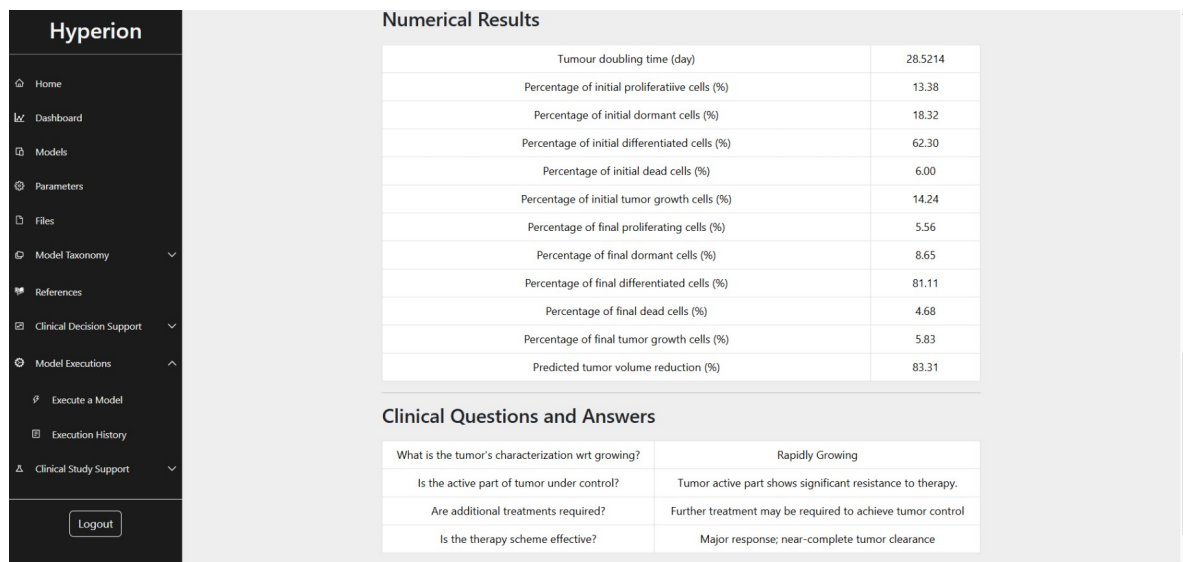 Hyperion
Home
Dashboard
Models
Parameters
Files
Model Taxonomy
References
Clinical Decision Support
Model Executions
Execute a Model
Execution History
Clinical Study Support
Logout
Numerical Results
Tumour doubling time (day) 28.5214
Percentage of initial proliferatiive cells (%) 13.38
Percentage of initial dormant cells (%) 18.32
Percentage of initial differentiated cells (%) 62.30
Percentage of initial dead cells (%) 6.00
Percentage of initial tumor growth cells (%) 14.24
Percentage of final proliferating cells (%) 5.56
Percentage of final dormant cells (%) 8.65
Percentage of final differentiated cells (%) 81.11
Percentage of final dead cells (%) 4.68
Percentage of final tumor growth cells (%) 5.83
Predicted tumor volume reduction (%) 83.31
Clinical Questions and Answers
What is the tumor's characterization wrt growing? Rapidly Growing
Is the active part of tumor under control? Tumor active part shows significant resistance to therapy.
Are additional treatments required? Further treatment may be required to achieve tumor control
Is the therapy scheme effective? Major response; near-complete tumor clearance